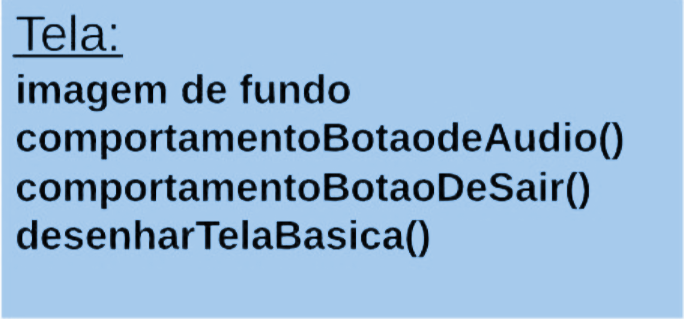 Tela:
imagem de fundo
comportamentoBotaodeAudio()
comportamentoBotaoDeSair()
desenharTelaBasica()